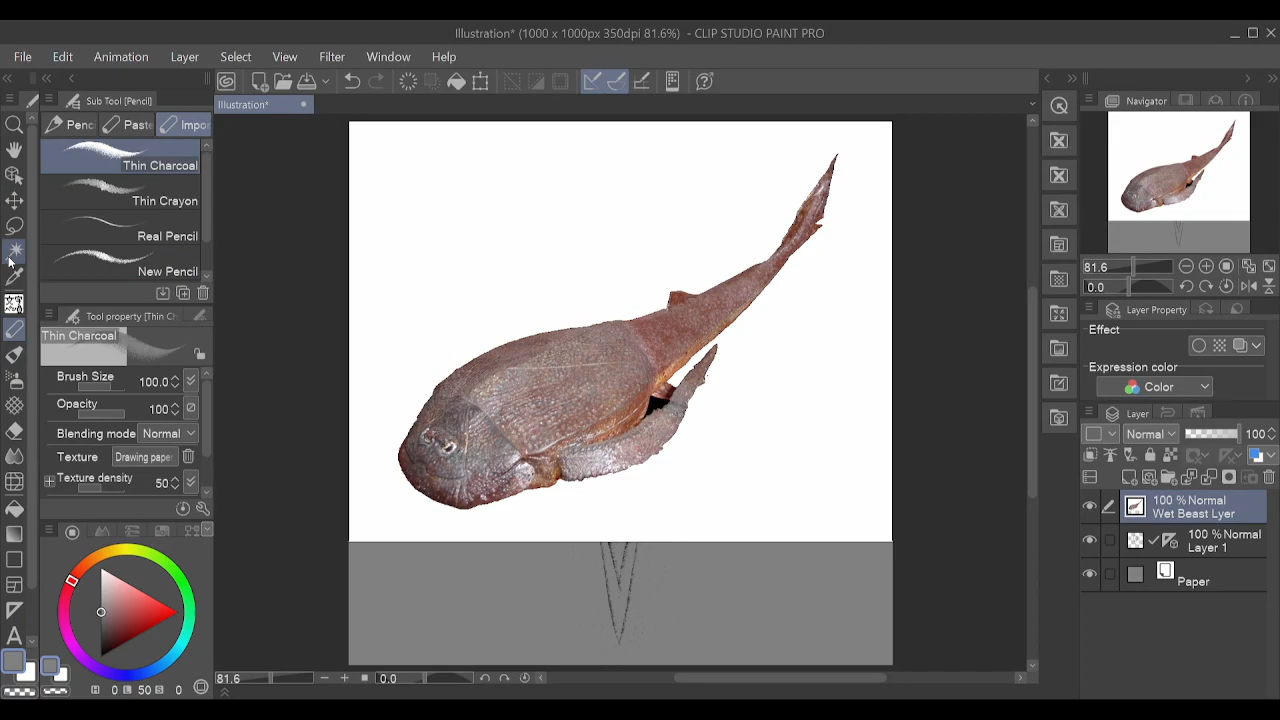 Illustration* (1000 x 1000px 350dpi 81.6%) - CLIP STUDIO PAINT PRO
File Edit Animation Layer Select View Filter Window Help
Sub Tool [Pencil]
Illustration*
Navigator
Penc Paste Impo
Thin Charcoal
Thin Crayon
Real Pencil
New Pencil
81.6
0.0
Tool property [Thin Ch
Layer Property
Thin Charcoal
Effect
Expression color
Color
Brush Size 100.0
Opacity 100
Blending mode Normal
Texture Drawing paper
Texture density 50
Layer
Normal 100
100 % Normal
Wet Beast Lyer
100 % Normal
Layer 1
Paper
A
81.6 0.0
H 0 L 50 S 0